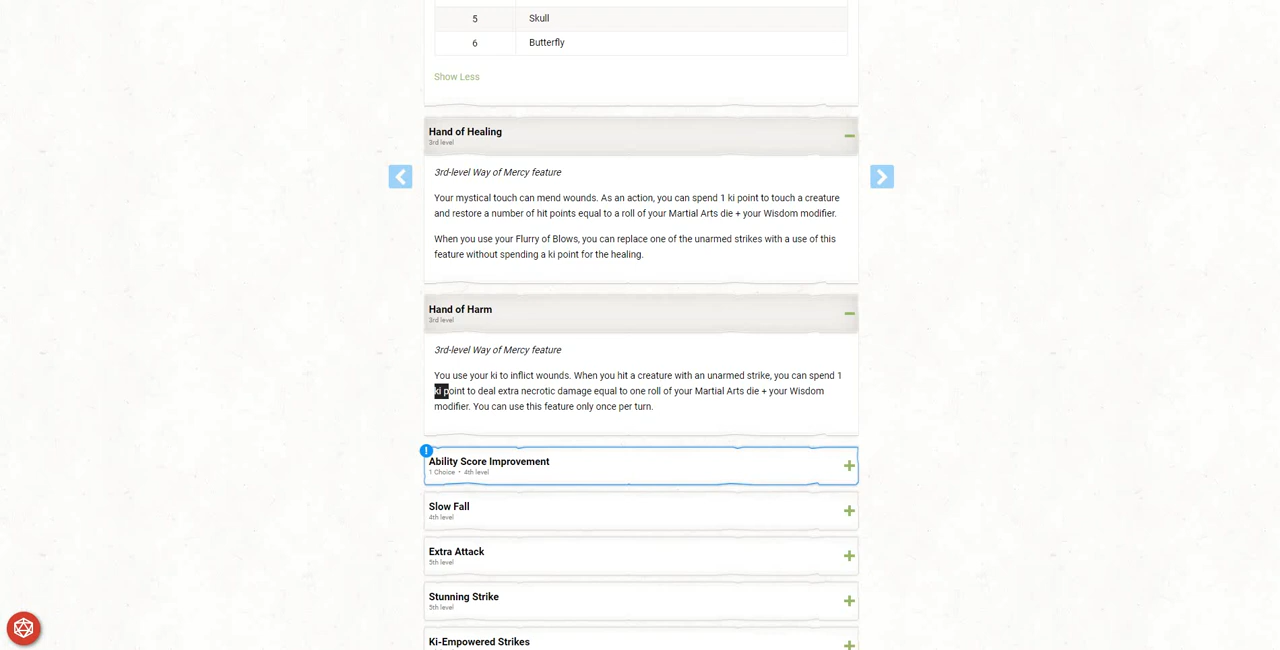 5 Skull
6 Butterfly
Show Less
Hand of Healing
3rd level
3rd-level Way of Mercy feature
Your mystical touch can mend wounds. As an action, you can spend 1 ki point to touch a creature
and restore a number of hit points equal to a roll of your Martial Arts die + your Wisdom modifier.
When you use your Flurry of Blows, you can replace one of the unarmed strikes with a use of this
feature without spending a ki point for the healing.
Hand of Harm
3rd level
3rd-level Way of Mercy feature
You use your ki to inflict wounds. When you hit a creature with an unarmed strike, you can spend 1
ki point to deal extra necrotic damage equal to one roll of your Martial Arts die + your Wisdom
modifier. You can use this feature only once per turn.
!
Ability Score Improvement
1 Choice • 4th level
Slow Fall
4th level
Extra Attack
5th level
Stunning Strike
5th level
Ki-Empowered Strikes